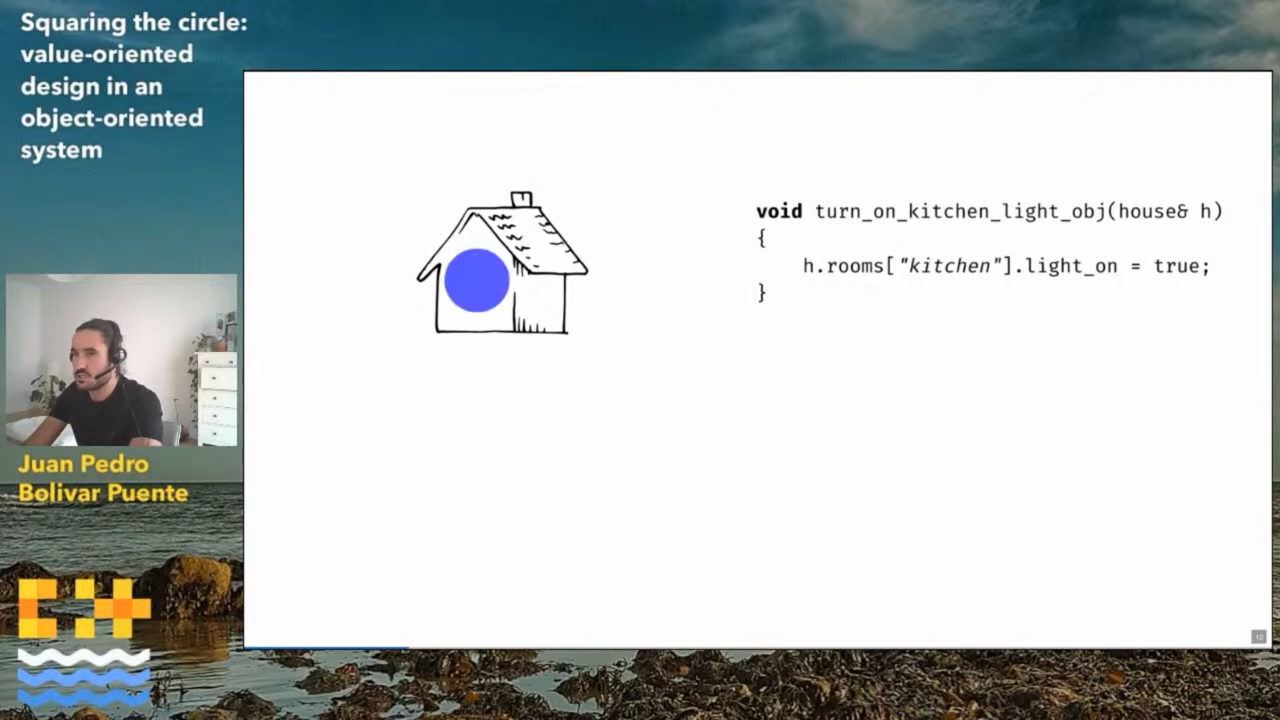 Squaring the circle:
value-oriented
design in an
object-oriented
system
void turn_on_kitchen_light_obj(house& h)
{
h.rooms["kitchen"].light_on = true;
}
Juan Pedro
Bolivar Puente
C++